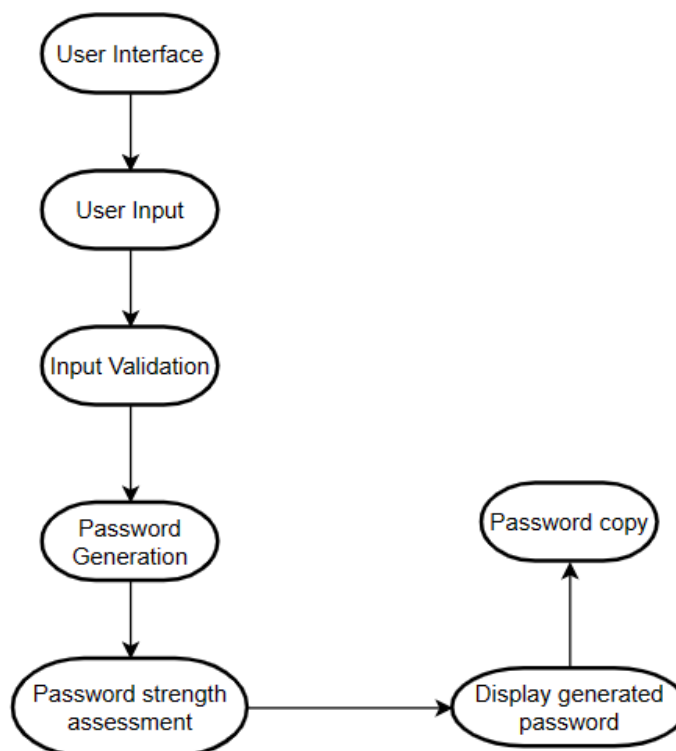 User Interface
User Input
Input Validation
Password
Generation
Password strength
assessment
Display generated
password
Password copy